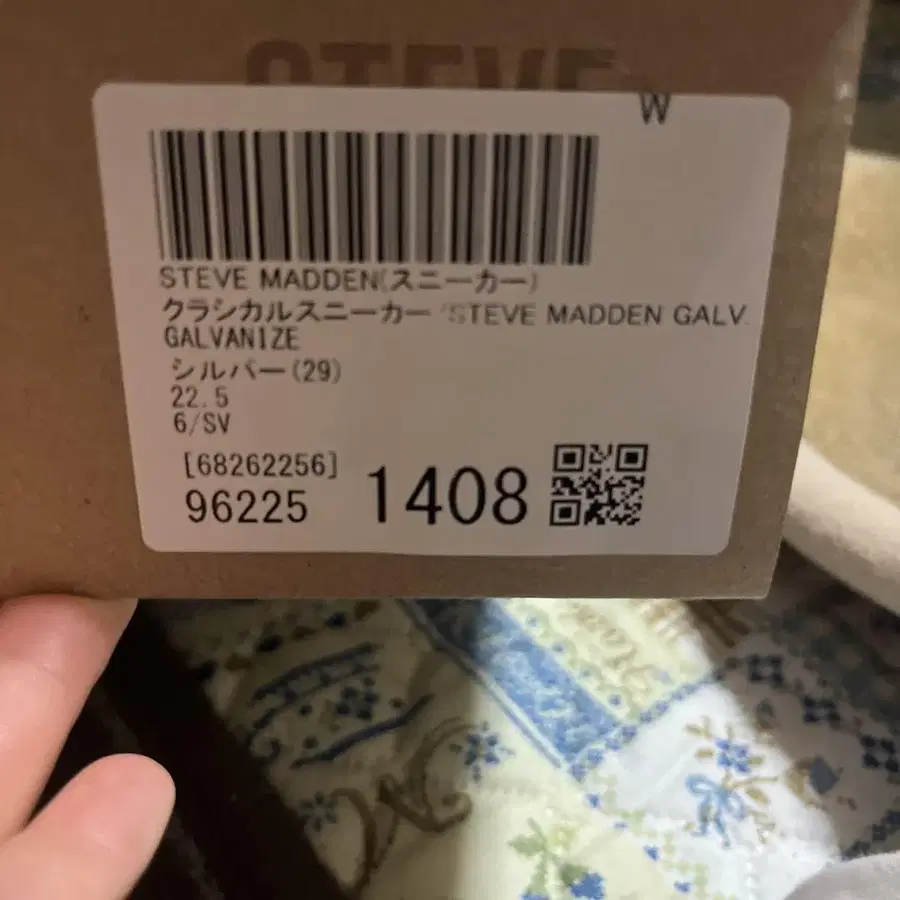 STEVE
W
STEVE MADDEN(スニーカー)
クラシカルスニーカー STEVE MADDEN GALV.
GALVANIZE
シルバー(29)
22.5
6/SV
[68262256]
96225 1408